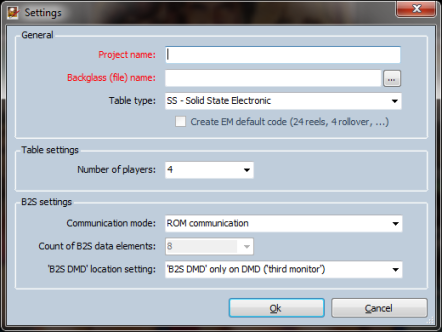 Settings
General
Project name:
Backglass (file) name:
...
Table type: SS - Solid State Electronic
Create EM default code (24 reels, 4 rollover, ...)
Table settings
Number of players: 4
B2S settings
Communication mode: ROM communication
Count of B2S data elements: 8
'B2S DMD' location setting: 'B2S DMD' only on DMD ('third monitor')
Ok Cancel